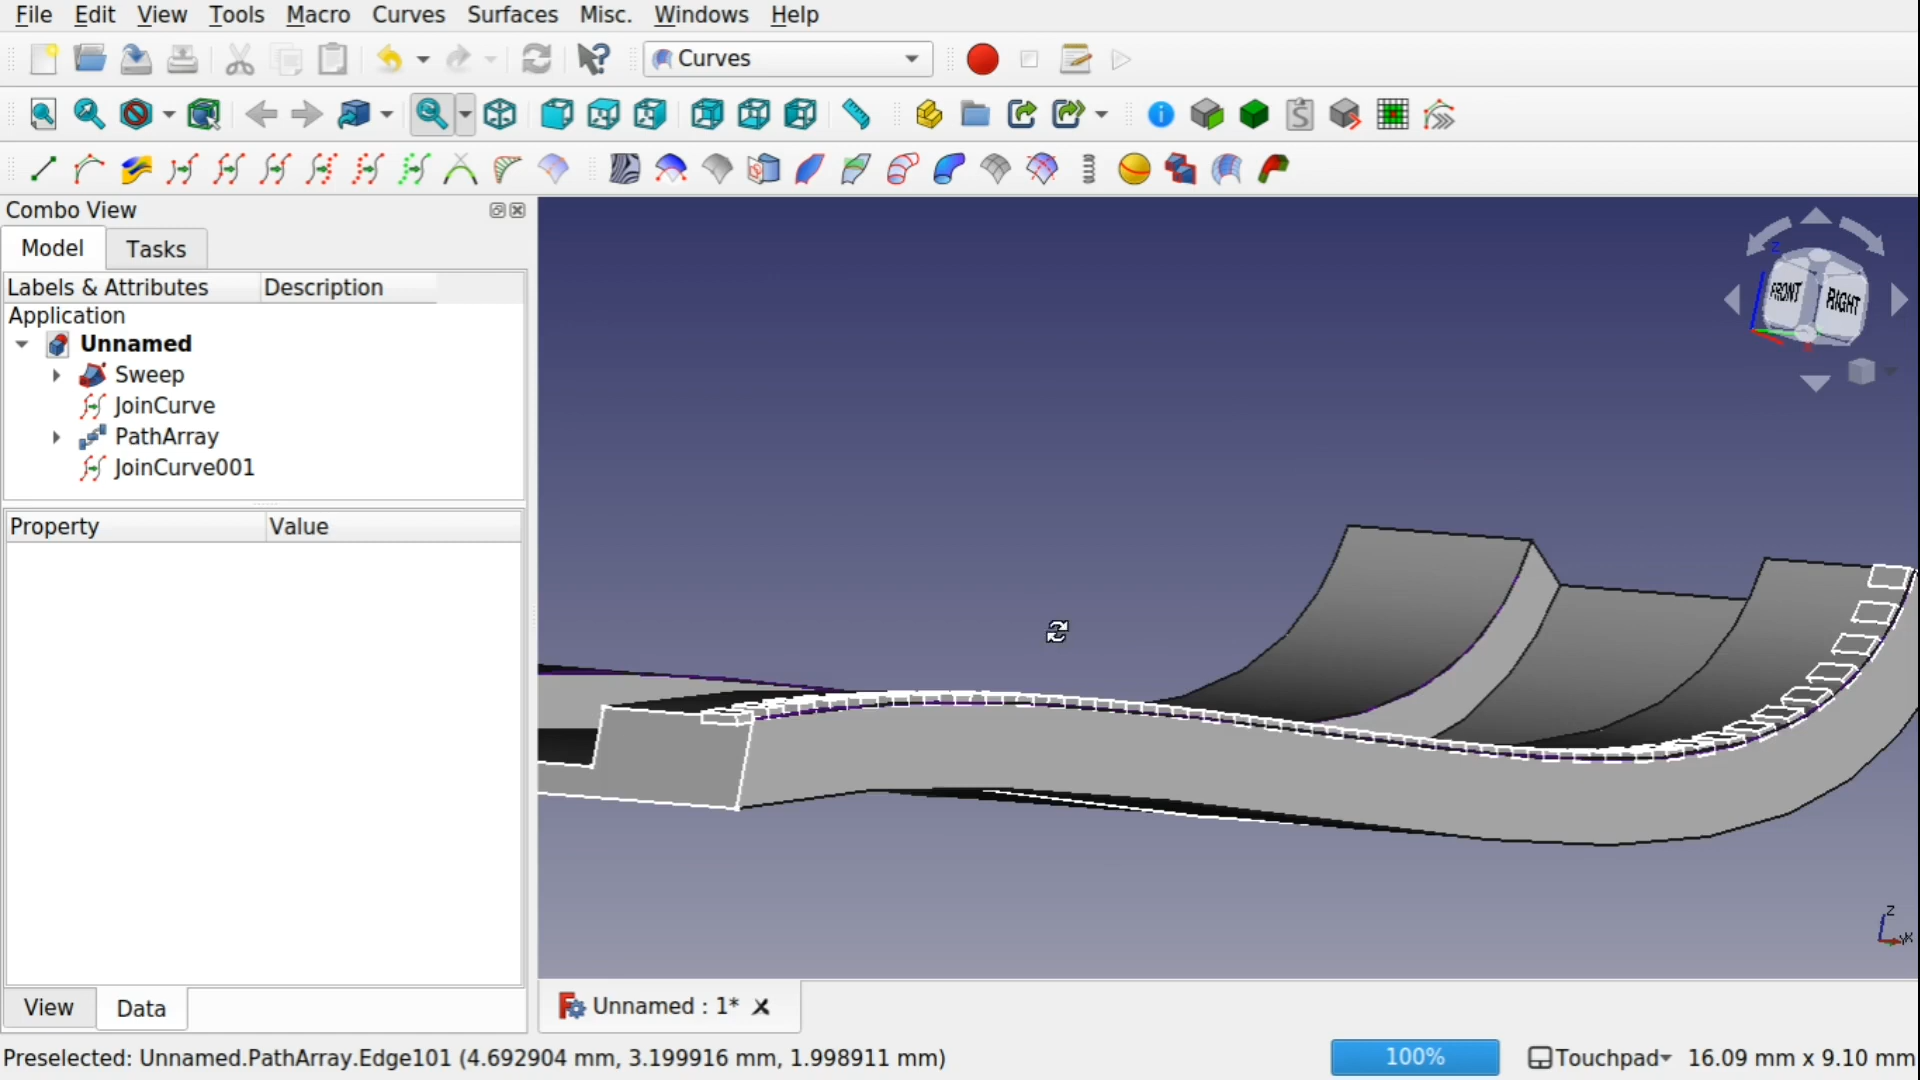 File Edit View Tools Macro Curves Surfaces Misc. Windows Help
Curves
Combo View
Model Tasks
Labels & Attributes Description
Application
Unnamed
Sweep
JoinCurve
PathArray
JoinCurve001
Property Value
View Data
Z
FRONT RIGHT
Z
Unnamed : 1*
Preselected: Unnamed.PathArray.Edge101 (4.692904 mm, 3.199916 mm, 1.998911 mm)
100% Touchpad 16.09 mm x 9.10 mm